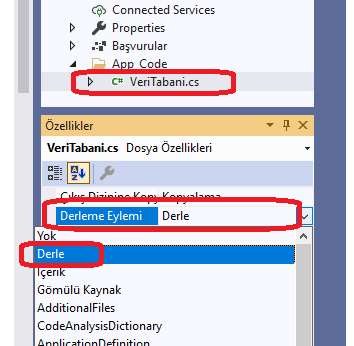 Connected Services
Properties
Başvurular
App_Code
C# VeriTabani.cs
Özellikler
VeriTabani.cs Dosya Özellikleri
Çıkış Dizinine Kopy Kopyalama
Derleme Eylemi Derle
Yok
Derle
İçerik
Gömülü Kaynak
AdditionalFiles
CodeAnalysisDictionary
ApplicationDefinition